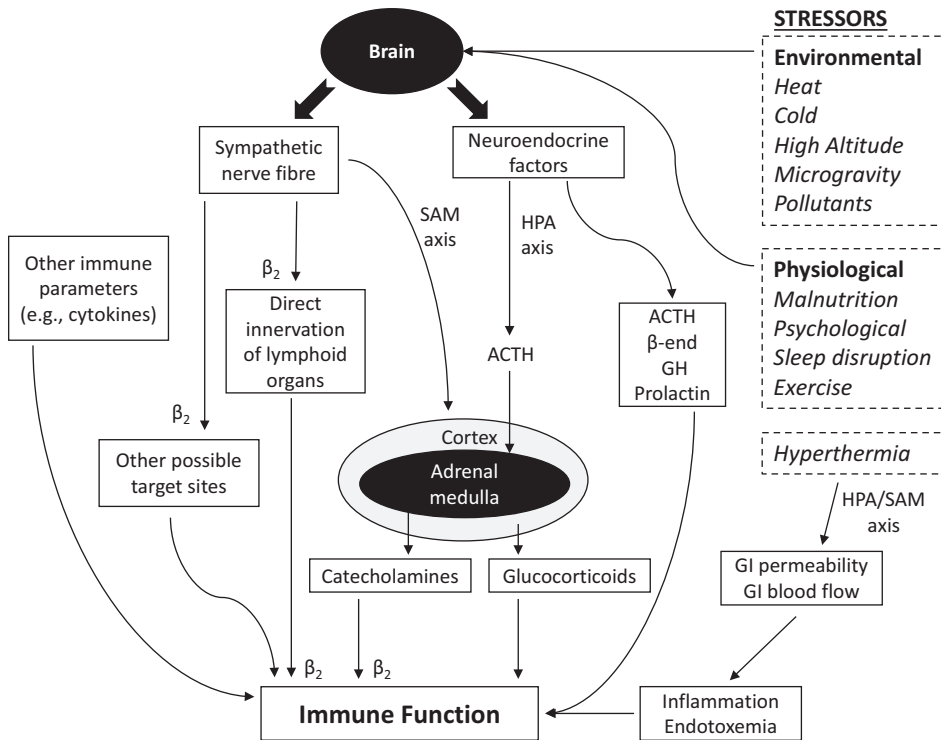 STRESSORS
Brain
Environmental
Heat
Cold
High Altitude
Microgravity
Pollutants
Sympathetic
nerve fibre
Neuroendocrine
factors
SAM
axis
HPA
axis
Other immune
parameters
(e.g., cytokines)
β₂
Direct
innervation
of lymphoid
organs
ACTH
ACTH
β-end
GH
Prolactin
Physiological
Malnutrition
Psychological
Sleep disruption
Exercise
β₂
Other possible
target sites
Cortex
Adrenal
medulla
Hyperthermia
HPA/SAM
axis
Catecholamines
Glucocorticoids
GI permeability
GI blood flow
β₂
β₂
Immune Function
Inflammation
Endotoxemia